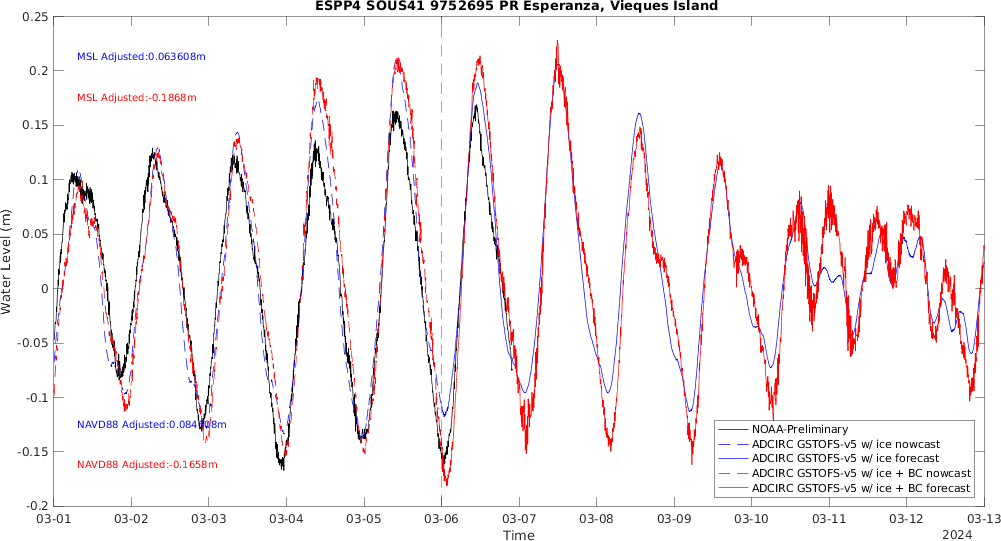 ESPP4 SOUS41 9752695 PR Esperanza, Vieques Island
0.25
0.2
0.15
0.1
0.05
0
-0.05
-0.1
-0.15
-0.2
Water Level (m)
MSL Adjusted:0.063608m
MSL Adjusted:-0.1868m
NAVD88 Adjusted:0.084608m
NAVD88 Adjusted:-0.1658m
NOAA-Preliminary
ADCIRC GSTOFS-v5 w/ ice nowcast
ADCIRC GSTOFS-v5 w/ ice forecast
ADCIRC GSTOFS-v5 w/ ice + BC nowcast
ADCIRC GSTOFS-v5 w/ ice + BC forecast
03-01 03-02 03-03 03-04 03-05 03-06 03-07 03-08 03-09 03-10 03-11 03-12 03-13
Time
2024